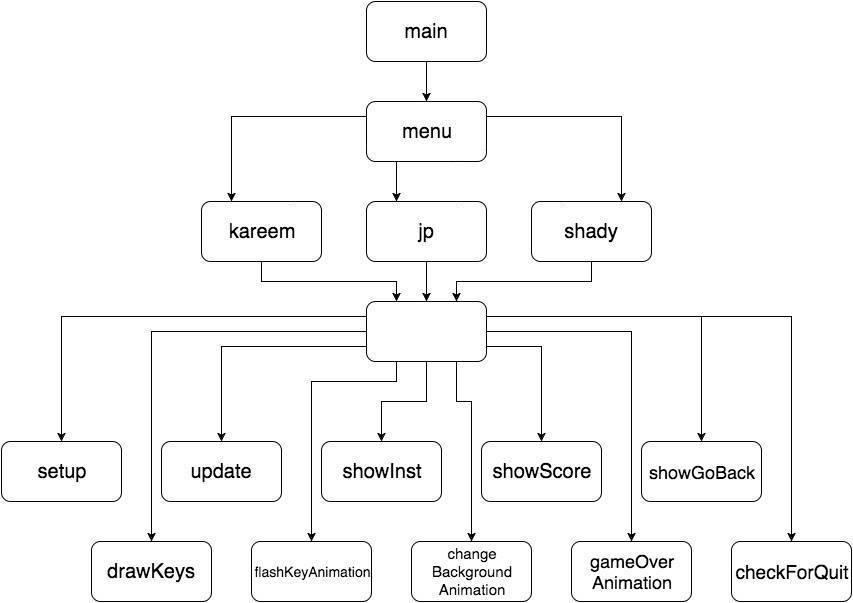 main
menu
kareem
jp
shady
setup
update
showInst
showScore
showGoBack
drawKeys
flashKeyAnimation
change
Background
Animation
gameOver
Animation
checkForQuit